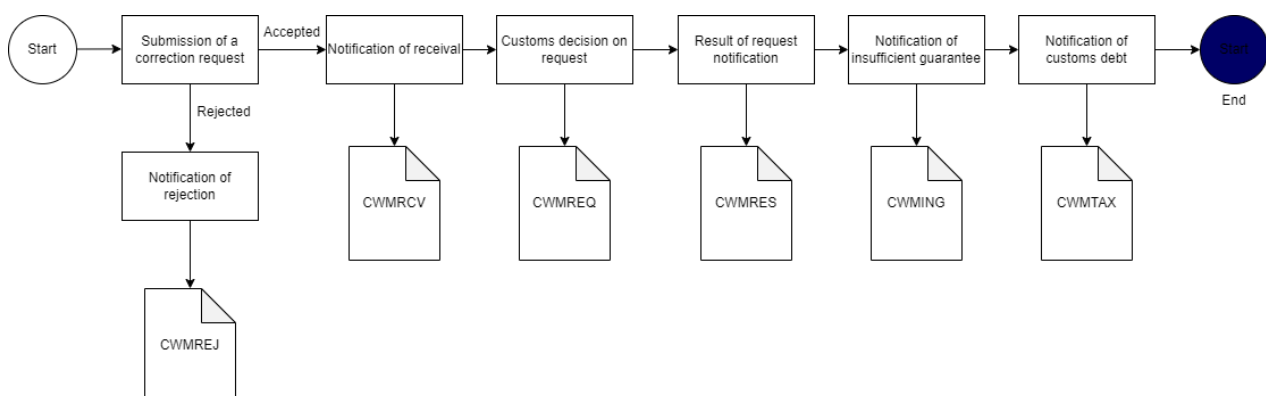 Start
Submission of a
correction request
Accepted
Notification of receival
Customs decision on
request
Result of request
notification
Notification of
insufficient guarantee
Notification of
customs debt
Start
End
Rejected
Notification of
rejection
CWMRCV
CWMREQ
CWMRES
CWMING
CWMTAX
CWMREJ